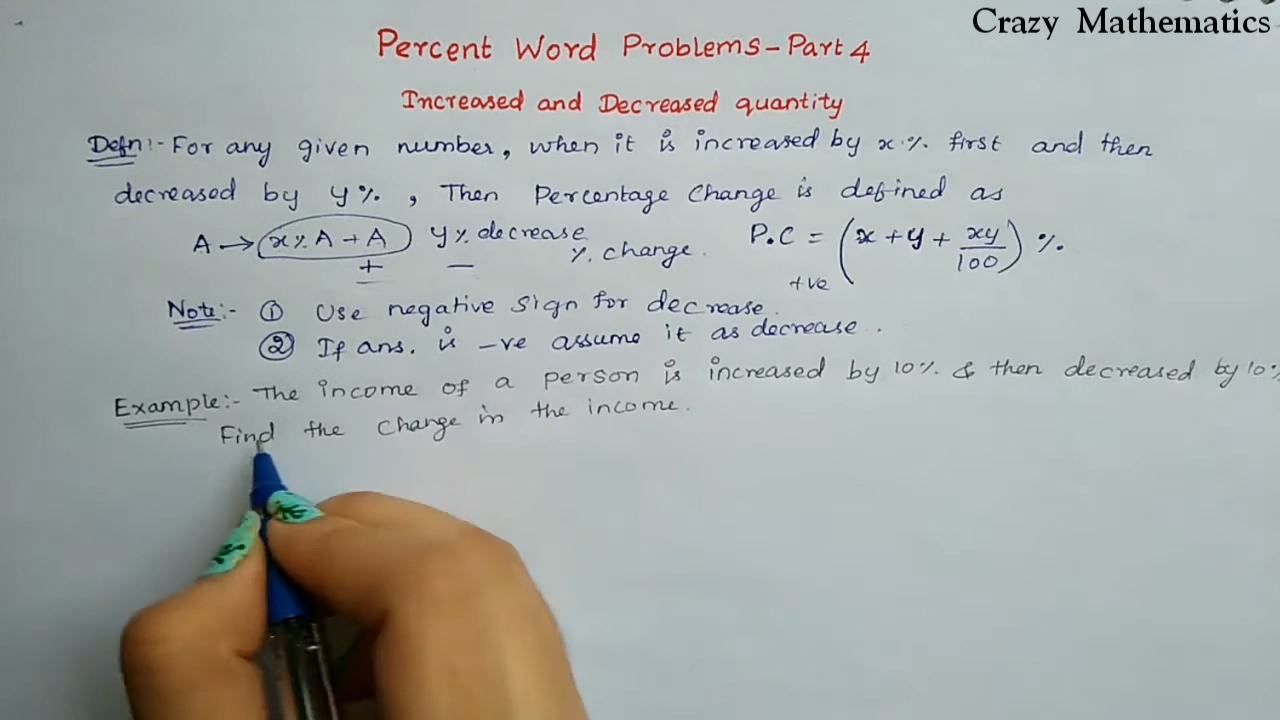 Crazy Mathematics
Percent Word Problems - Part 4
Increased and Decreased quantity
Defn:- For any given number, when it is increased by x% first and then
decreased by y%, Then Percentage Change is defined as
A → x% A + A y% decrease % change. P.C = (x + y + xy/100) %
+ - +ve
Note:- ① Use negative sign for decrease.
② If ans. is -ve assume it as decrease.
Example:- The income of a person is increased by 10% & then decreased by 10%
Find the change in the income.